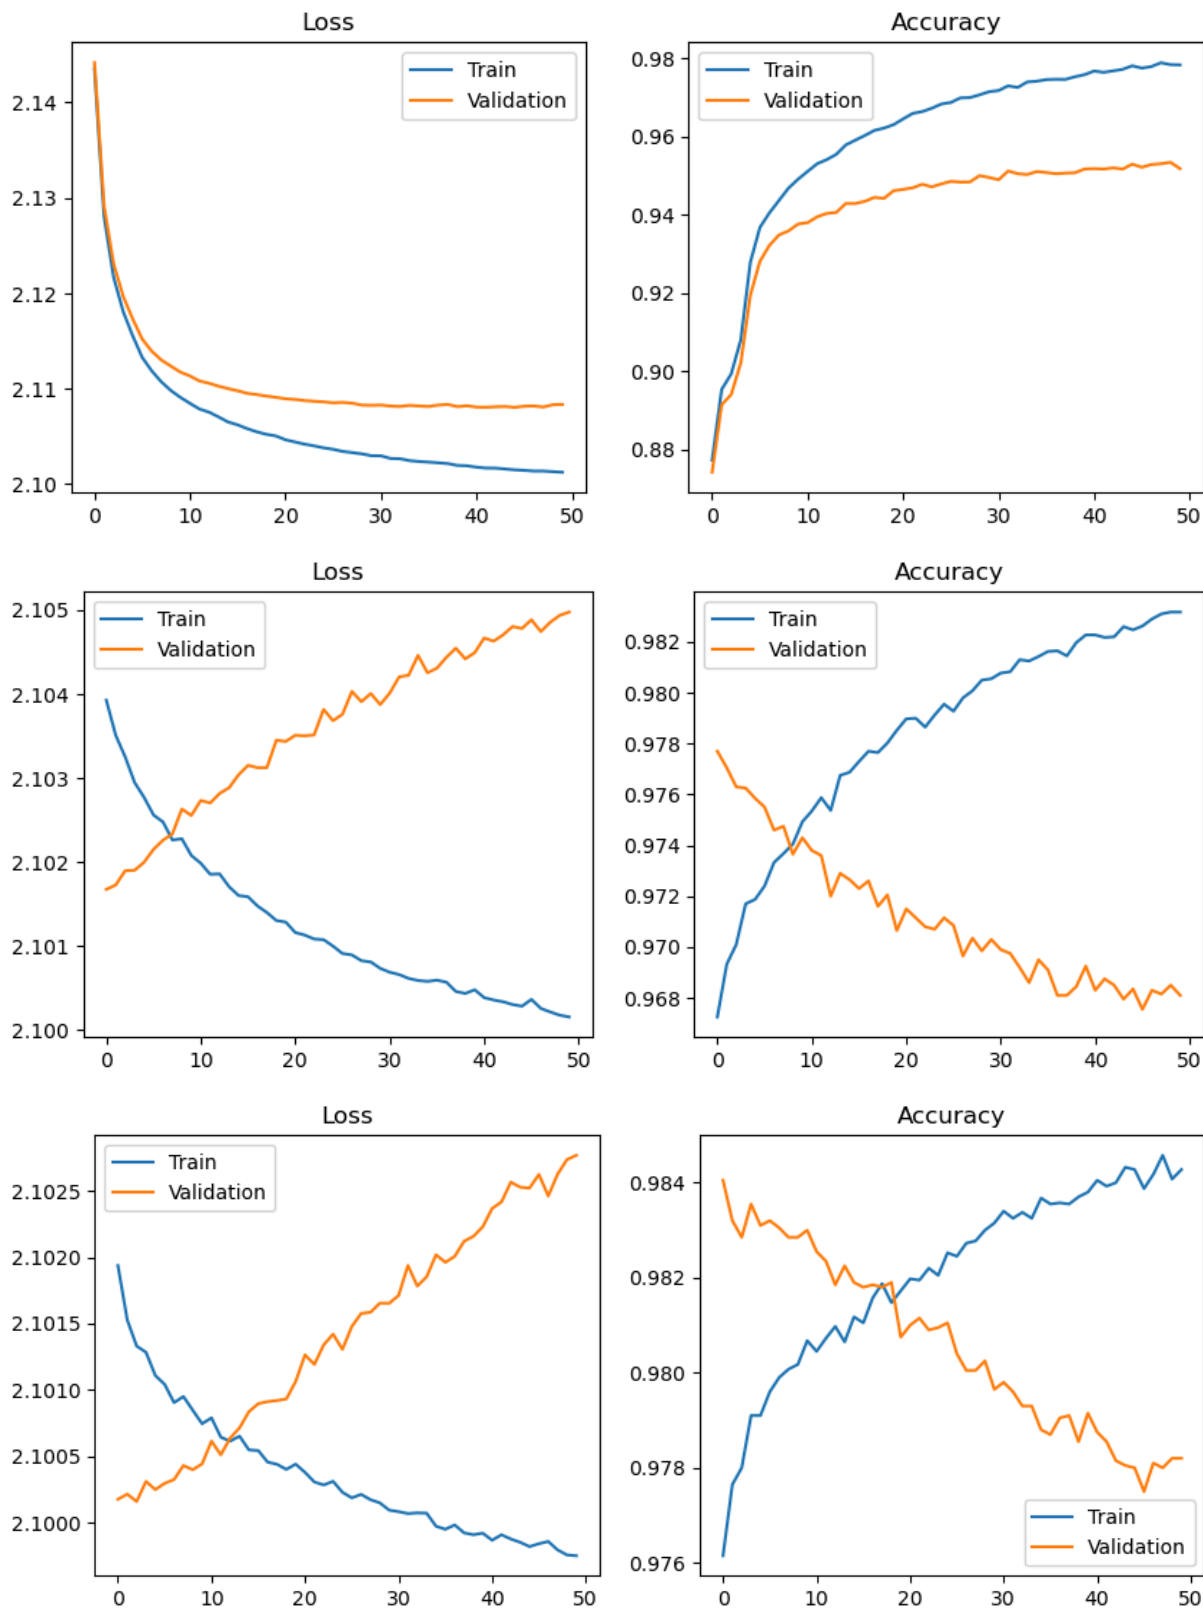 Loss
Train
Validation
2.14
2.13
2.12
2.11
2.10
0 10 20 30 40 50
Accuracy
Train
Validation
0.98
0.96
0.94
0.92
0.90
0.88
0 10 20 30 40 50
Loss
Train
Validation
2.105
2.104
2.103
2.102
2.101
2.100
0 10 20 30 40 50
Accuracy
Train
Validation
0.982
0.980
0.978
0.976
0.974
0.972
0.970
0.968
0 10 20 30 40 50
Loss
Train
Validation
2.1025
2.1020
2.1015
2.1010
2.1005
2.1000
0 10 20 30 40 50
Accuracy
0.984
0.982
0.980
0.978
0.976
Train
Validation
0 10 20 30 40 50